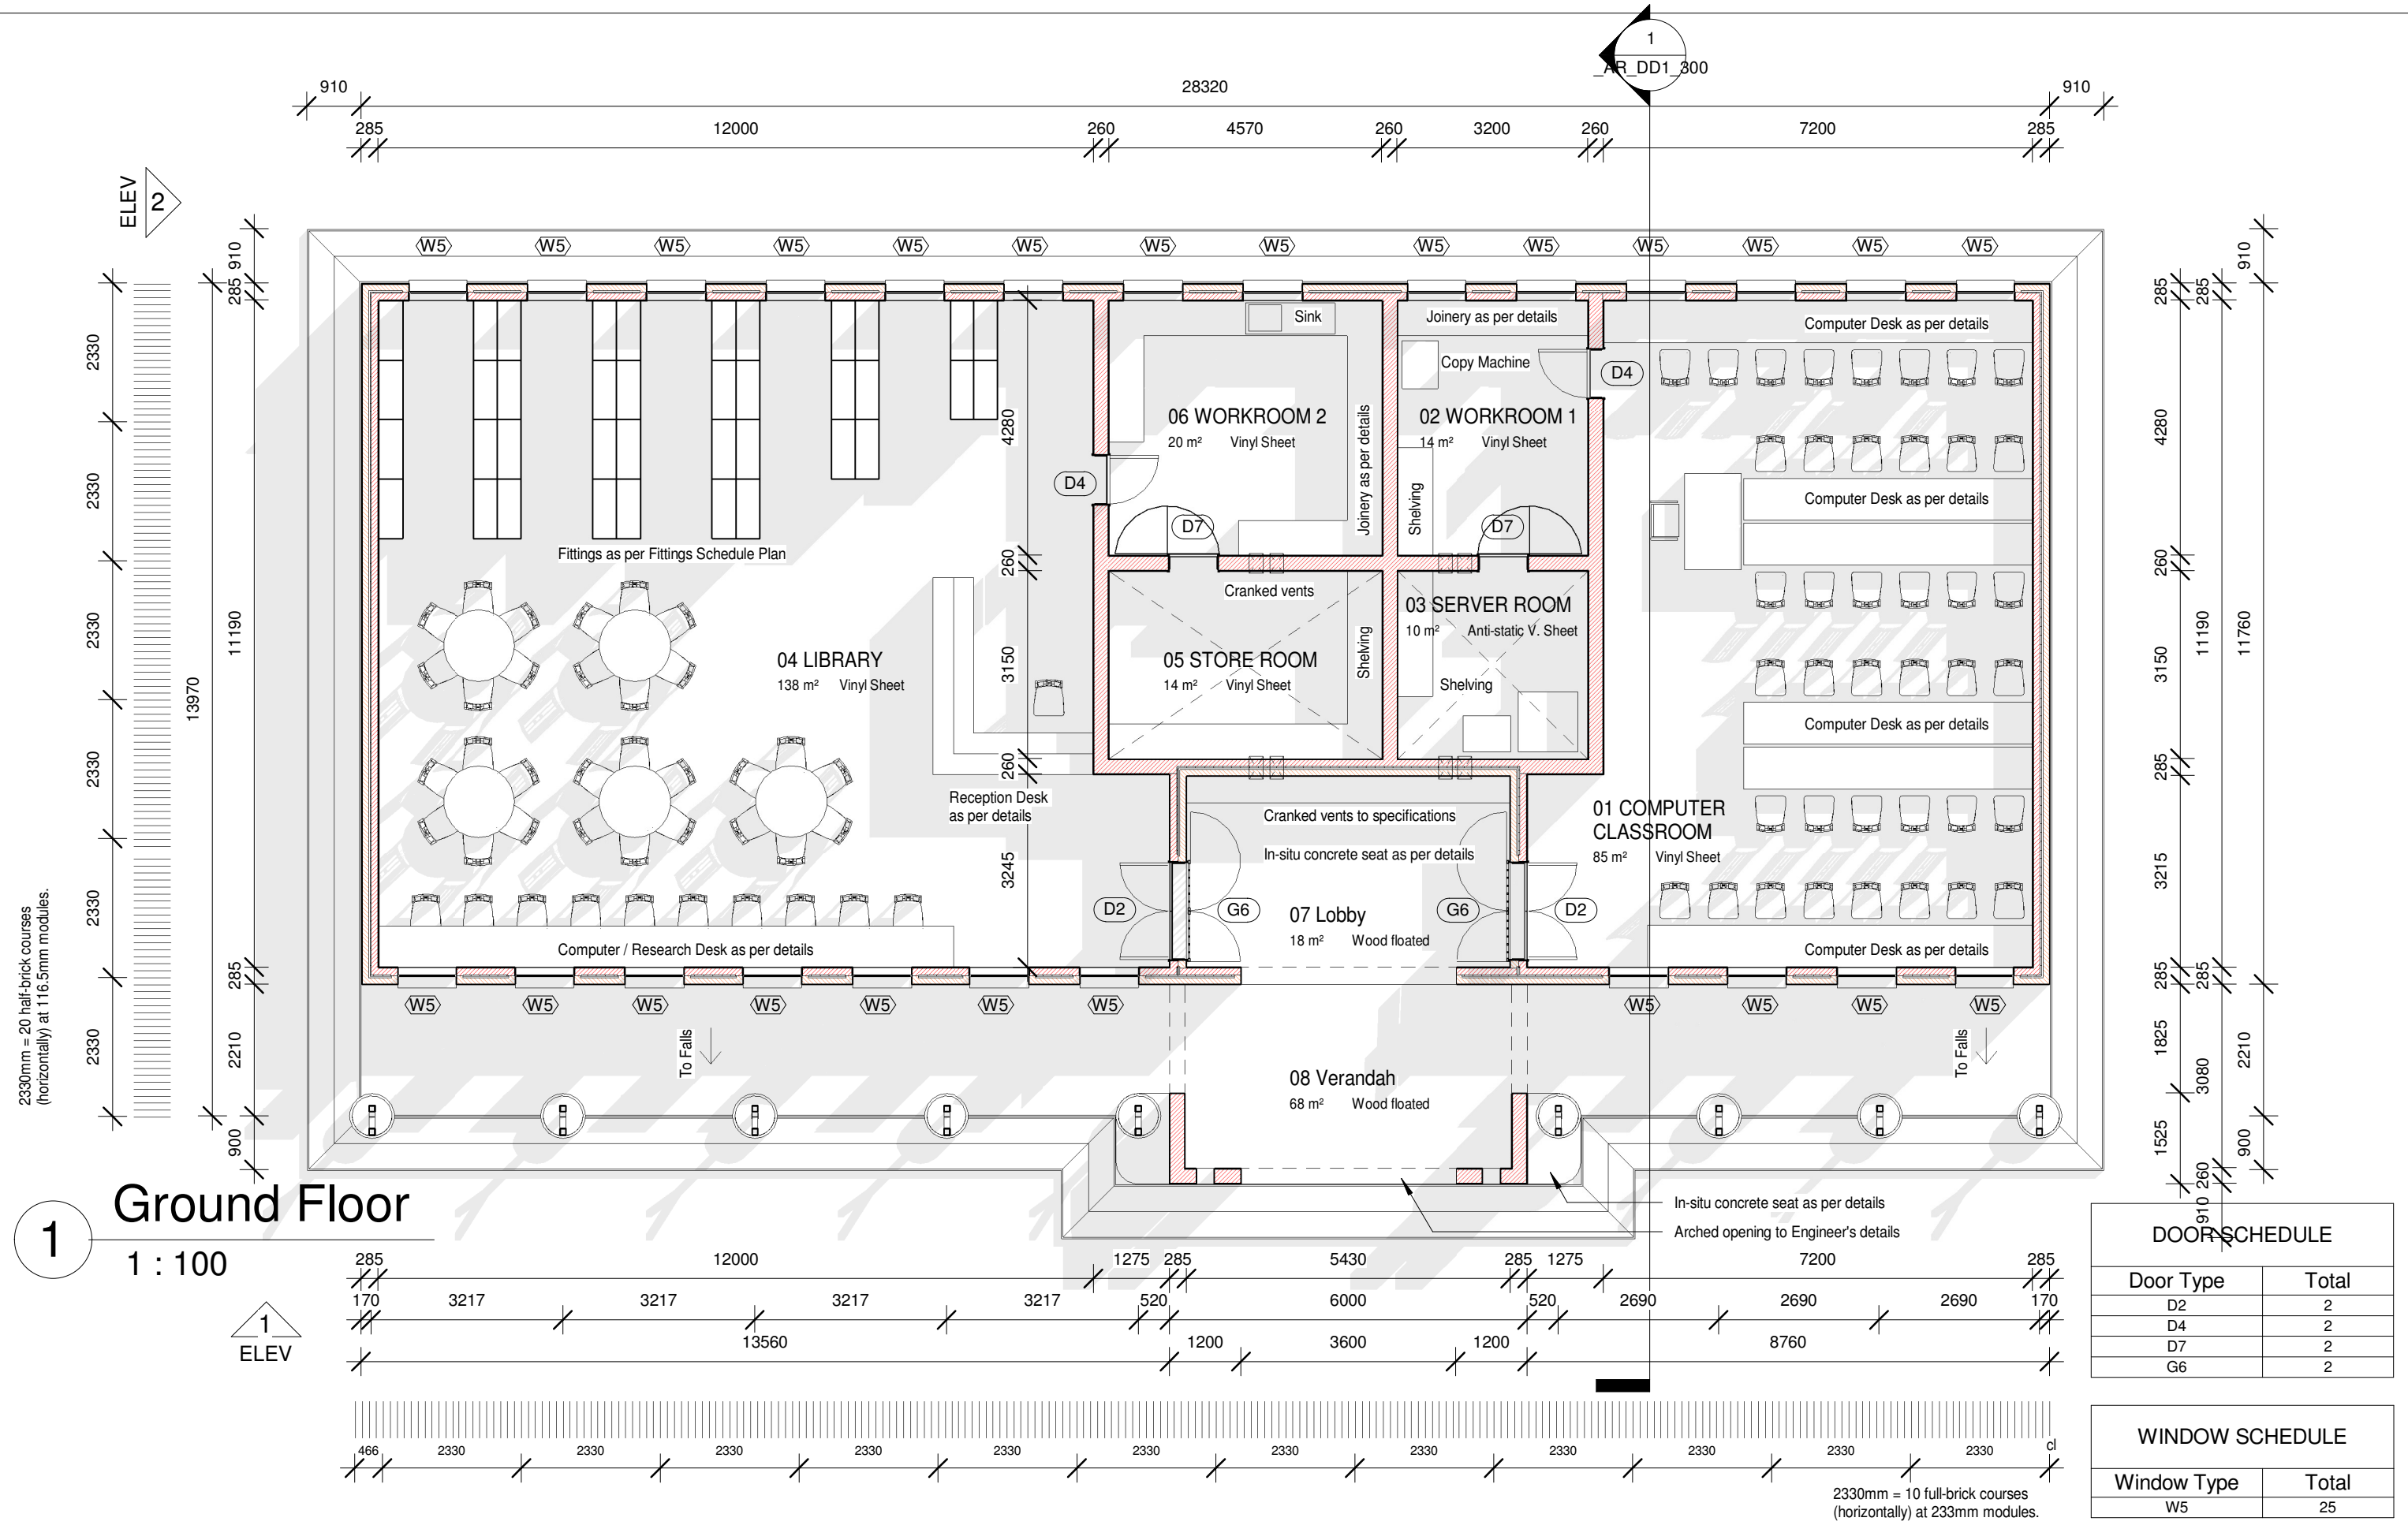 1
_AR_DD1_300
910
28320
910
285
12000
260
4570
260
3200
260
7200
285
ELEV
2
W5
W5
W5
W5
W5
W5
W5
W5
W5
W5
W5
W5
W5
W5
910
285
11190
285
2210
900
13970
2330
2330
2330
2330
2330
2330
2330mm = 20 half-brick courses
(horizontally) at 116.5mm modules.
Sink
Joinery as per details
Computer Desk as per details
Copy Machine
D4
06 WORKROOM 2
20 m² Vinyl Sheet
Joinery as per details
02 WORKROOM 1
14 m² Vinyl Sheet
Shelving
4280
D4
D7
D7
Computer Desk as per details
Fittings as per Fittings Schedule Plan
260
Cranked vents
03 SERVER ROOM
10 m² Anti-static V. Sheet
04 LIBRARY
138 m² Vinyl Sheet
3150
05 STORE ROOM
14 m² Vinyl Sheet
Shelving
Shelving
Computer Desk as per details
260
Reception Desk
as per details
Cranked vents to specifications
01 COMPUTER
CLASSROOM
85 m² Vinyl Sheet
In-situ concrete seat as per details
3245
D2
G6
07 Lobby
18 m² Wood floated
G6
D2
Computer / Research Desk as per details
Computer Desk as per details
W5
W5
W5
W5
W5
W5
W5
W5
W5
W5
W5
To Falls
To Falls
08 Verandah
68 m² Wood floated
In-situ concrete seat as per details
Arched opening to Engineer's details
285
4280
260
3150
285
3215
285
1825
1525
285
11190
285
3080
260
910
910
11760
2210
900
1
Ground Floor
1 : 100
1
ELEV
285
12000
1275
285
5430
285
1275
7200
285
170
3217
3217
3217
3217
520
6000
520
2690
2690
2690
170
13560
1200
3600
1200
8760
466
2330
2330
2330
2330
2330
2330
2330
2330
2330
2330
2330
2330
cl
2330mm = 10 full-brick courses
(horizontally) at 233mm modules.
DOOR SCHEDULE
Door Type Total
D2 2
D4 2
D7 2
G6 2
WINDOW SCHEDULE
Window Type Total
W5 25